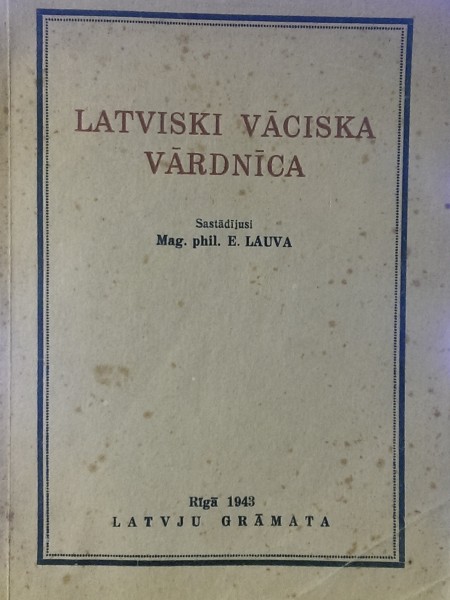 LATVISKI VĀCISKA
VĀRDNĪCA
Sastādījusi
Mag. phil. E. LAUVA
Rīgā 1943
LATVJU GRĀMATA